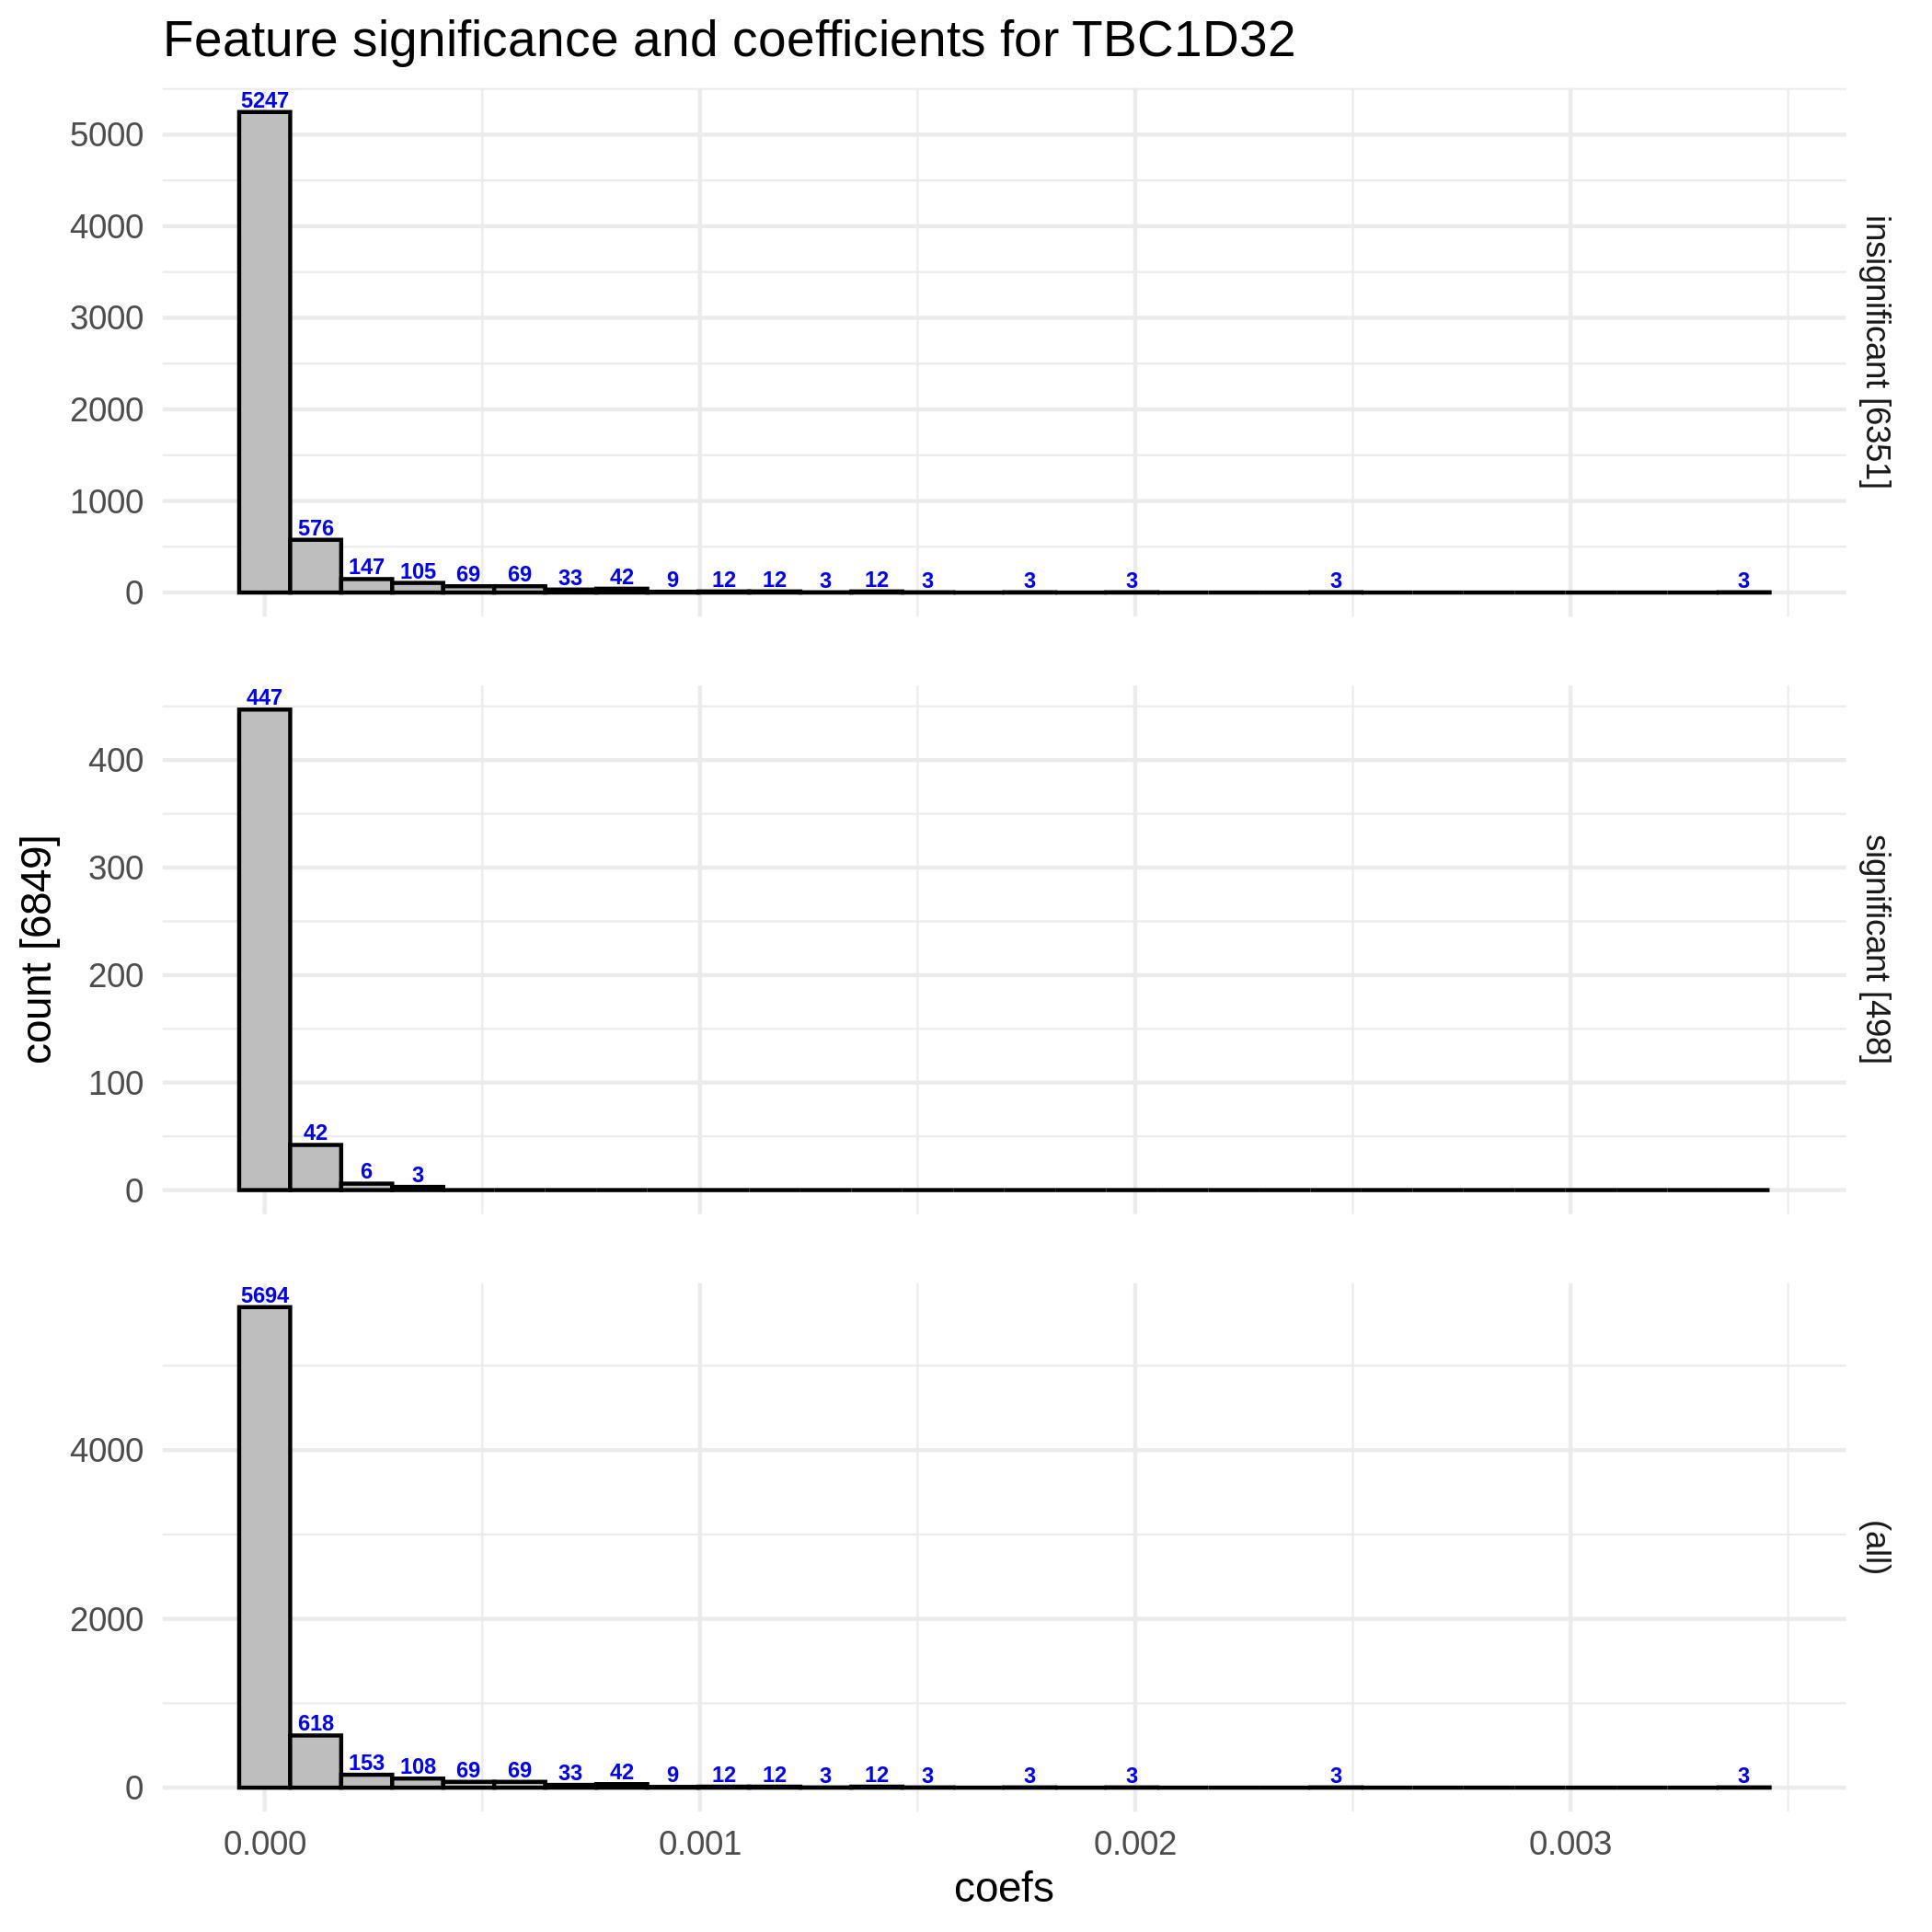 Feature significance and coefficients for TBC1D32
5247
5000
4000
3000
2000
1000
0
576
147 105 69 69 33 42 9 12 12 3 12 3 3 3 3 3
insignificant [6351]
447
400
300
200
100
0
42
6
3
significant [498]
count [6849]
5694
4000
2000
0
618
153 108 69 69 33 42 9 12 12 3 12 3 3 3 3 3
(all)
0.000 0.001 0.002 0.003
coefs